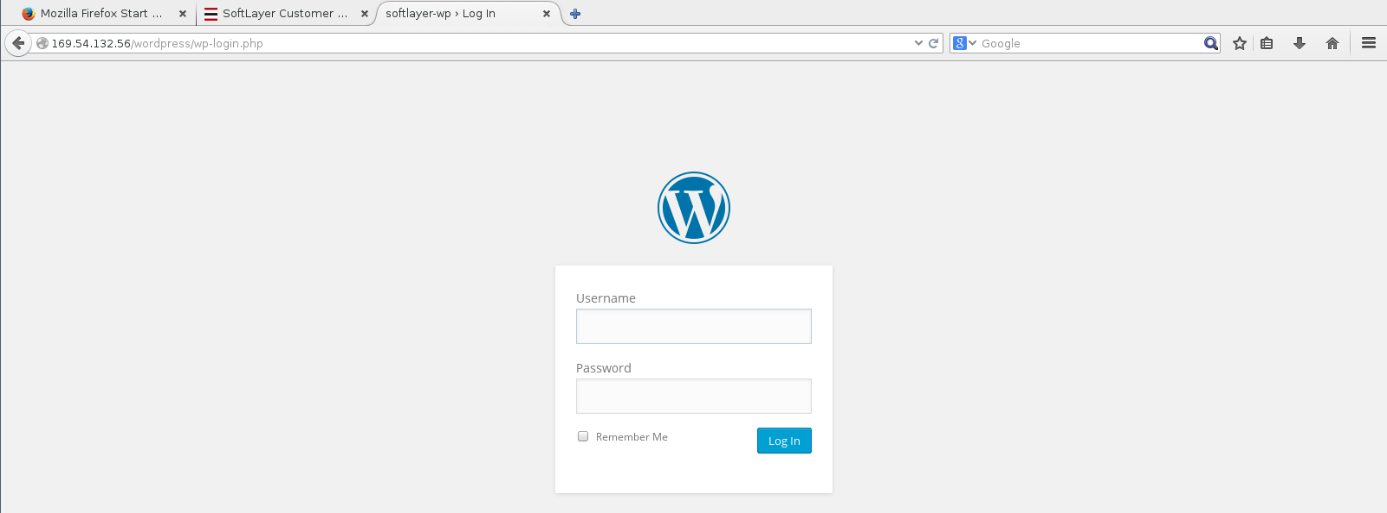 Mozilla Firefox Start ... SoftLayer Customer ... softlayer-wp › Log In
169.54.132.56/wordpress/wp-login.php Google
Username
Password
Remember Me Log In